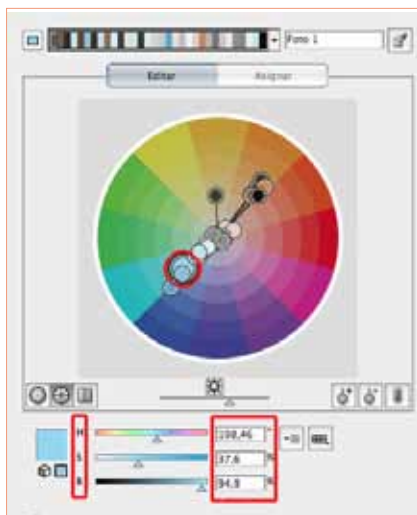 Foto 1
Editar Asignar
H 198,46 °
S 37,6 %
B 94,9 %